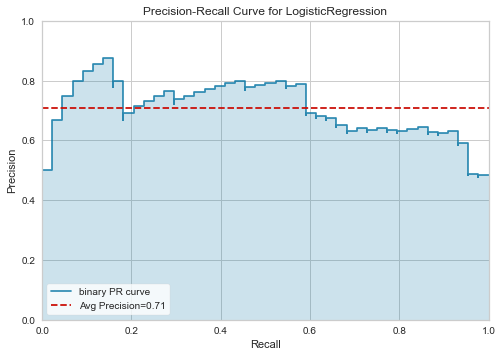 Precision-Recall Curve for LogisticRegression
1.0
0.8
0.6
0.4
0.2
0.0
Precision
binary PR curve
Avg Precision=0.71
0.0 0.2 0.4 0.6 0.8 1.0
Recall